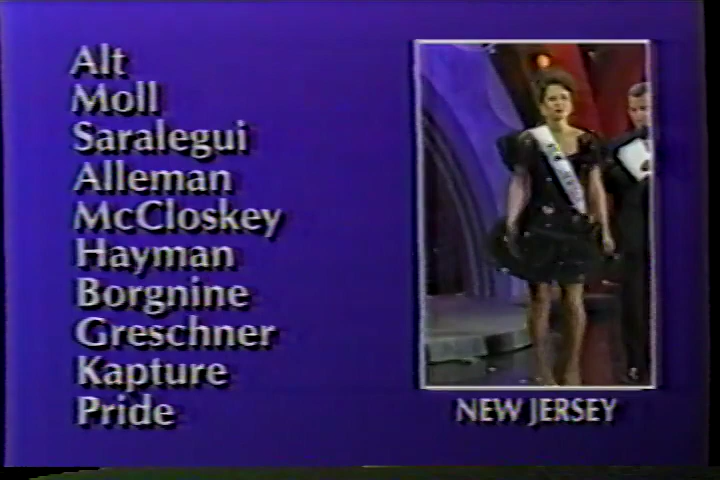 Alt
Moll
Saralegui
Alleman
McCloskey
Hayman
Borgnine
Greschner
Kapture
Pride
NEW JERSEY